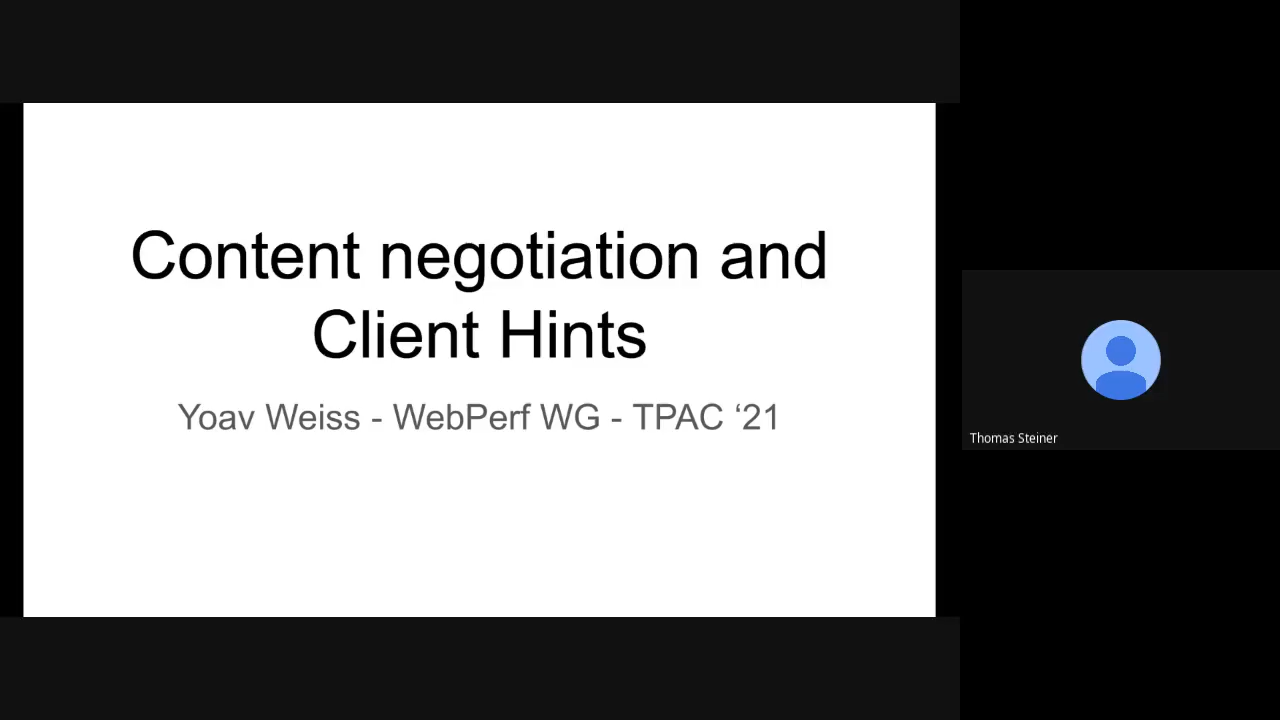 Content negotiation and
Client Hints
Yoav Weiss - WebPerf WG - TPAC ‘21
Thomas Steiner